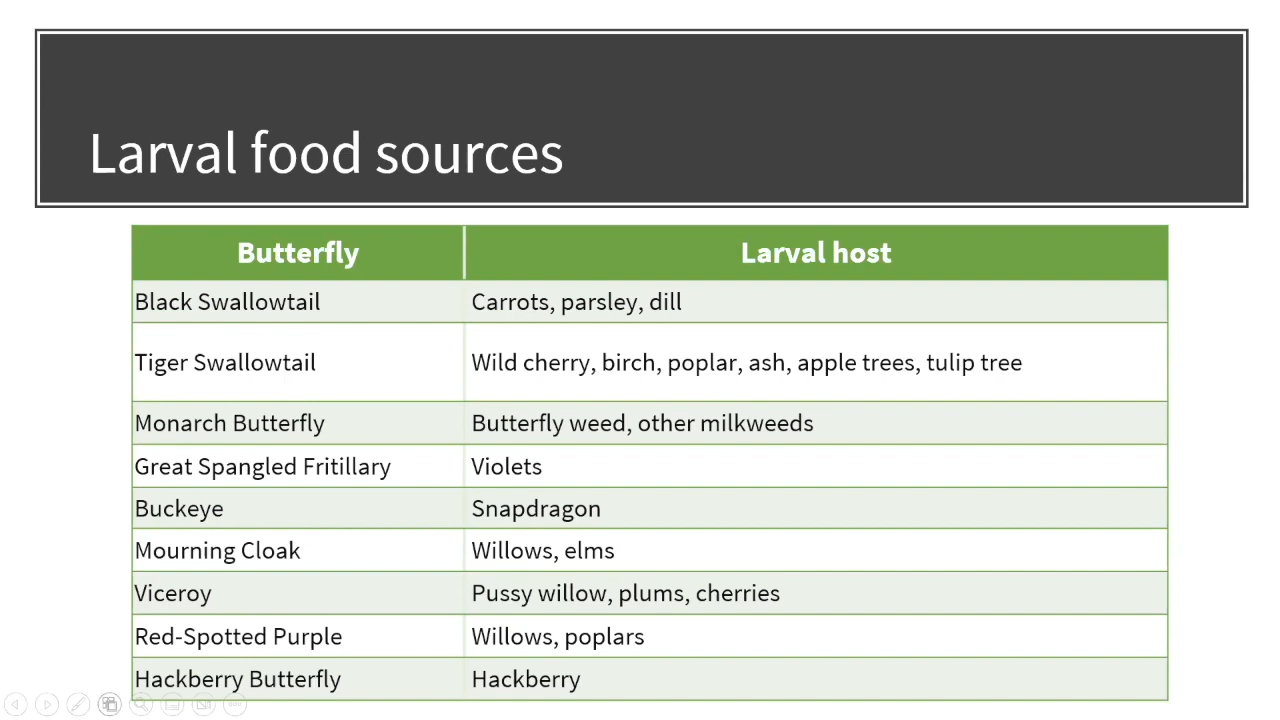 Larval food sources
Butterfly Larval host
Black Swallowtail Carrots, parsley, dill
Tiger Swallowtail Wild cherry, birch, poplar, ash, apple trees, tulip tree
Monarch Butterfly Butterfly weed, other milkweeds
Great Spangled Fritillary Violets
Buckeye Snapdragon
Mourning Cloak Willows, elms
Viceroy Pussy willow, plums, cherries
Red-Spotted Purple Willows, poplars
Hackberry Butterfly Hackberry